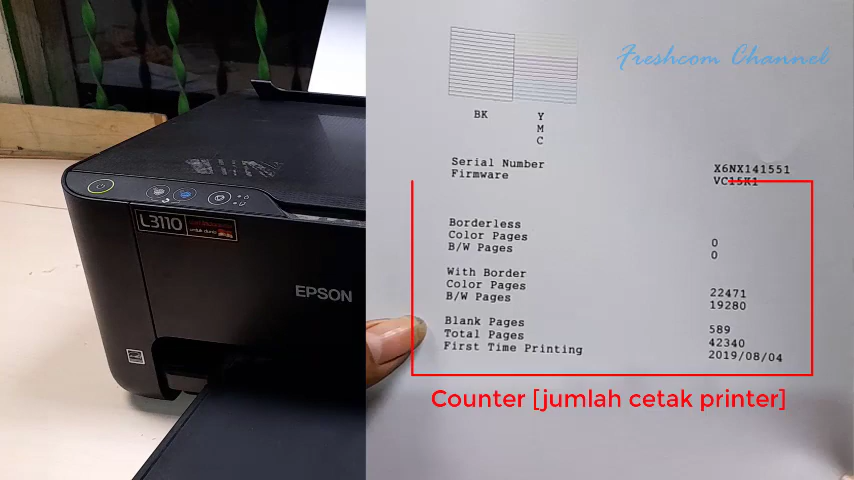 L3110
EPSON
Freshcom Channel
BK Y
M
C
Serial Number X6NX141551
Firmware VC15K1
Borderless
Color Pages 0
B/W Pages 0
With Border
Color Pages 22471
B/W Pages 19280
Blank Pages 589
Total Pages 42340
First Time Printing 2019/08/04
Counter [jumlah cetak printer]